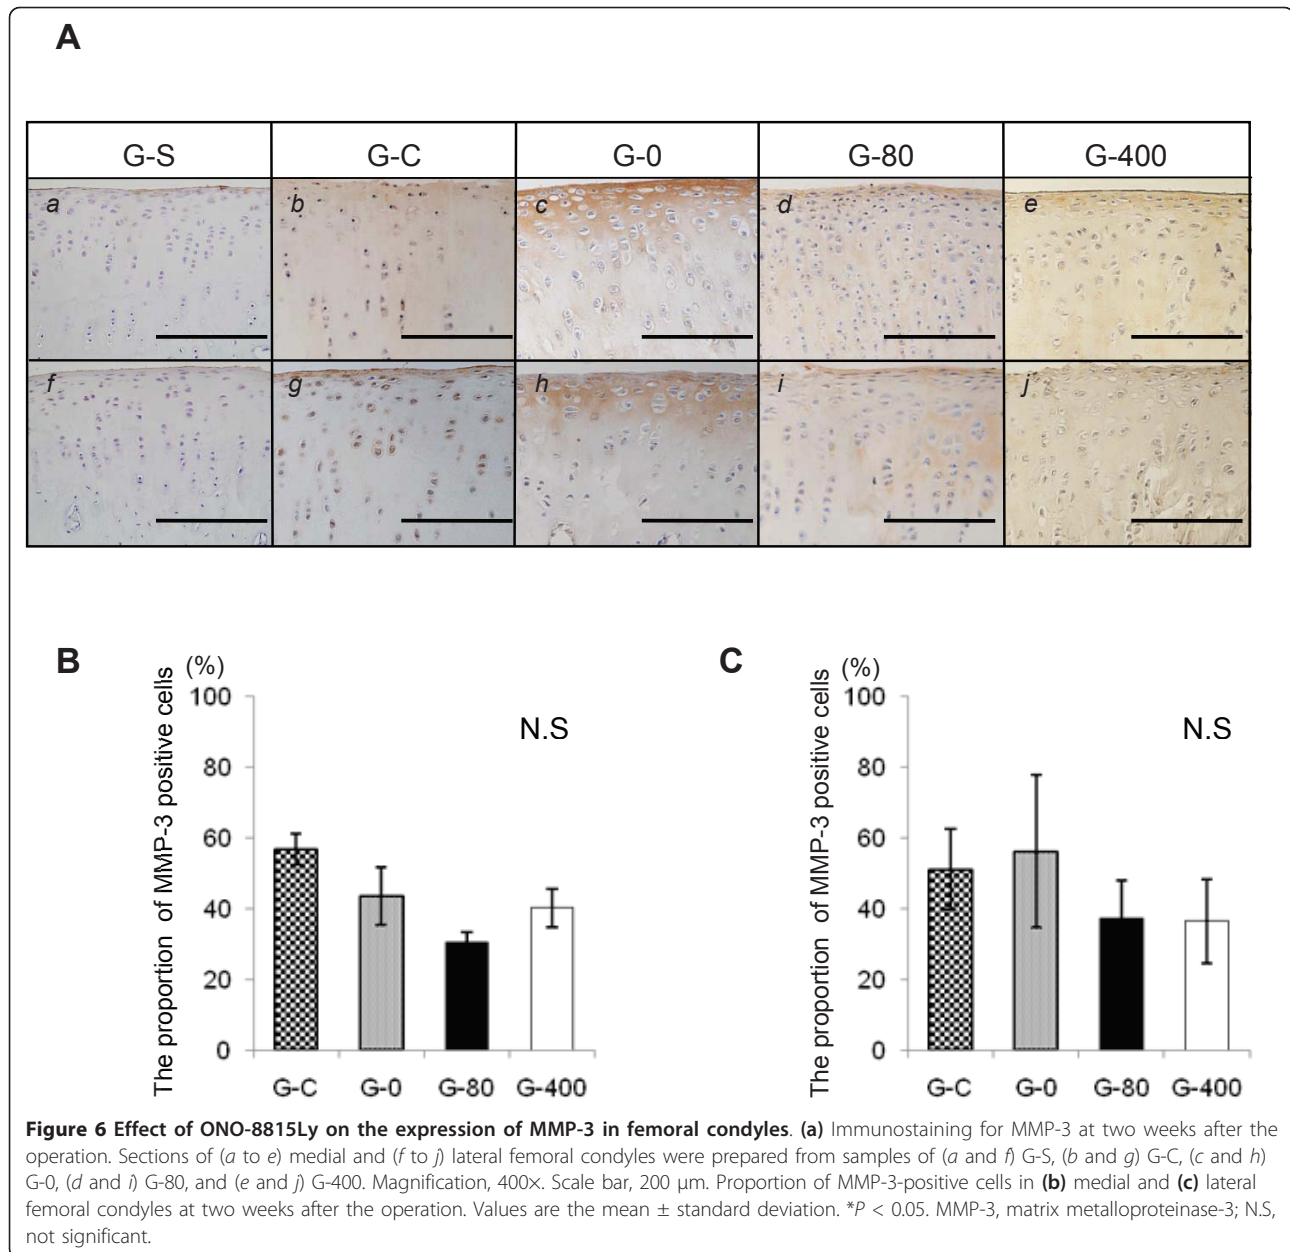 A
G-S G-C G-0 G-80 G-400
a b c d e
f g h i j
B
The proportion of MMP-3 positive cells
(%)
100
80
60
40
20
0
N.S
G-C G-0 G-80 G-400
C
The proportion of MMP-3 positive cells
(%)
100
80
60
40
20
0
N.S
G-C G-0 G-80 G-400
Figure 6 Effect of ONO-8815Ly on the expression of MMP-3 in femoral condyles. (a) Immunostaining for MMP-3 at two weeks after the
operation. Sections of (a to e) medial and (f to j) lateral femoral condyles were prepared from samples of (a and f) G-S, (b and g) G-C, (c and h)
G-0, (d and i) G-80, and (e and j) G-400. Magnification, 400×. Scale bar, 200 μm. Proportion of MMP-3-positive cells in (b) medial and (c) lateral
femoral condyles at two weeks after the operation. Values are the mean ± standard deviation. *P < 0.05. MMP-3, matrix metalloproteinase-3; N.S,
not significant.